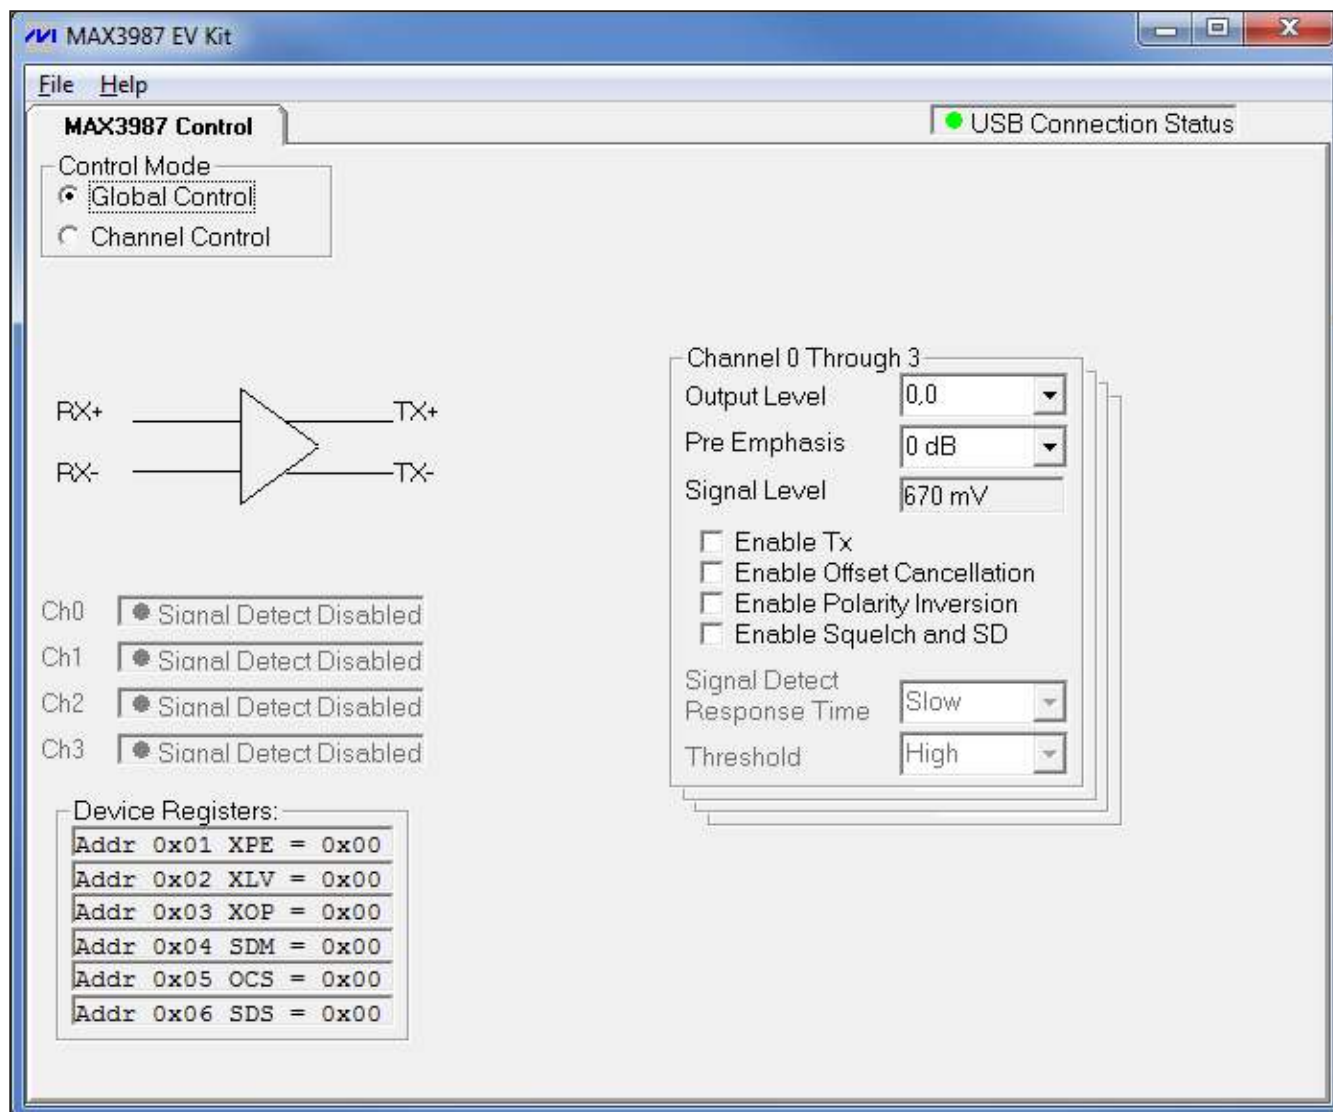 MAX3987 EV Kit
File Help
MAX3987 Control
USB Connection Status
Control Mode
Global Control
Channel Control
RX+
TX+
RX-
TX-
Channel 0 Through 3
Output Level 0,0
Pre Emphasis 0 dB
Signal Level 670 mV
Enable Tx
Enable Offset Cancellation
Enable Polarity Inversion
Enable Squelch and SD
Signal Detect
Response Time Slow
Threshold High
Ch0 Signal Detect Disabled
Ch1 Signal Detect Disabled
Ch2 Signal Detect Disabled
Ch3 Signal Detect Disabled
Device Registers:
Addr 0x01 XPE = 0x00
Addr 0x02 XLV = 0x00
Addr 0x03 XOP = 0x00
Addr 0x04 SDM = 0x00
Addr 0x05 OCS = 0x00
Addr 0x06 SDS = 0x00